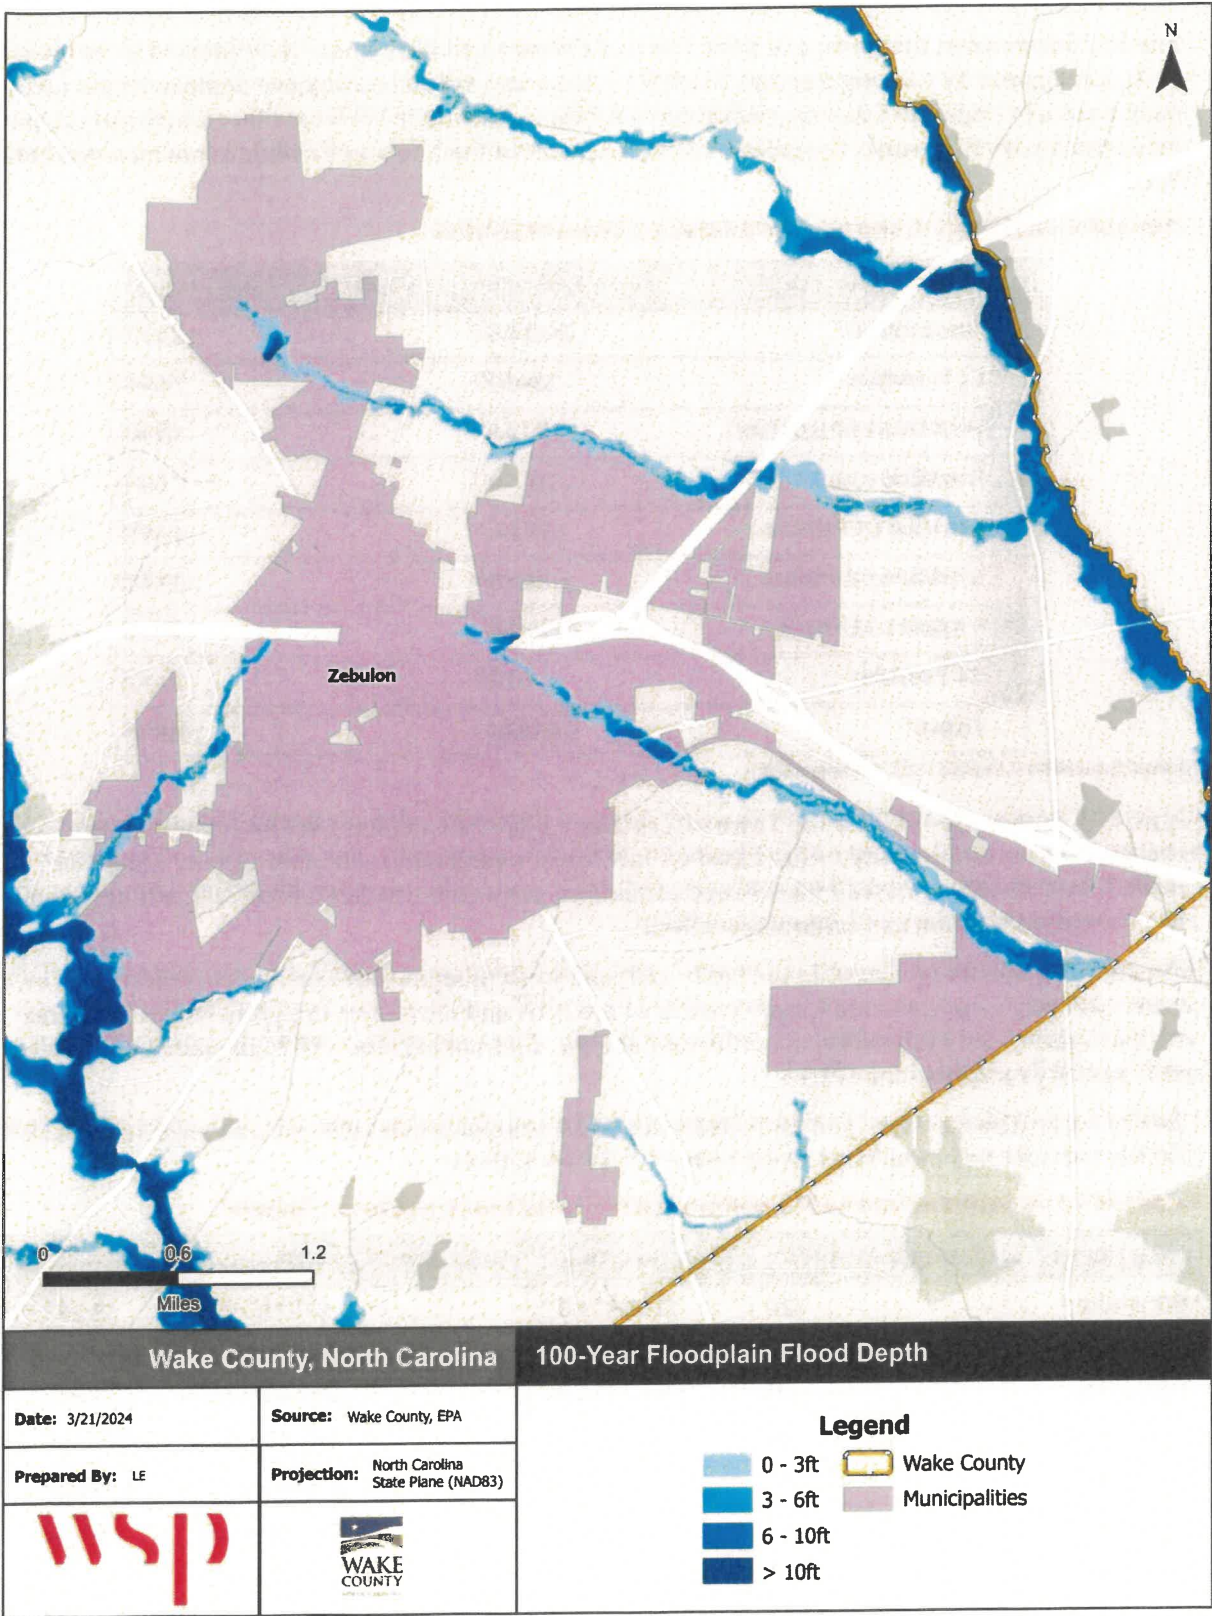 N
Zebulon
0 0.6 1.2
Miles
Wake County, North Carolina
100-Year Floodplain Flood Depth
Date: 3/21/2024
Source: Wake County, EPA
Prepared By: LE
Projection: North Carolina
State Plane (NAD83)
wsp
WAKE
COUNTY
Legend
0 - 3ft
Wake County
3 - 6ft
Municipalities
6 - 10ft
> 10ft